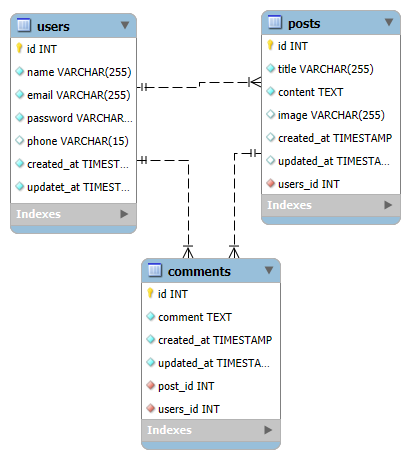 users
id INT
name VARCHAR(255)
email VARCHAR(255)
password VARCHAR...
phone VARCHAR(15)
created_at TIMEST...
updatet_at TIMEST...
Indexes
posts
id INT
title VARCHAR(255)
content TEXT
image VARCHAR(255)
created_at TIMESTAMP
updated_at TIMESTA...
users_id INT
Indexes
comments
id INT
comment TEXT
created_at TIMESTAMP
updated_at TIMESTA...
post_id INT
users_id INT
Indexes